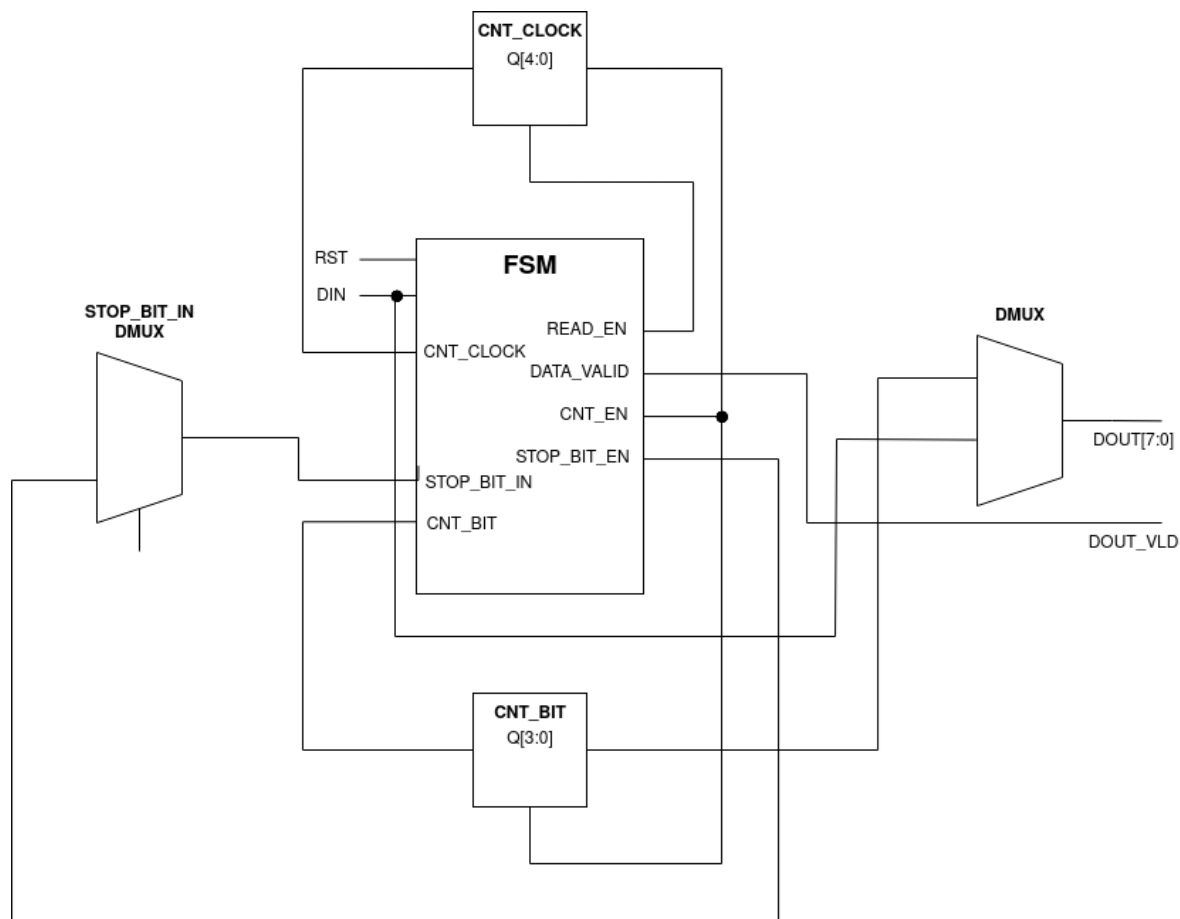 CNT_CLOCK
Q[4:0]
RST
FSM
DIN
STOP_BIT_IN
DMUX
DMUX
READ_EN
CNT_CLOCK
DATA_VALID
CNT_EN
DOUT[7:0]
STOP_BIT_EN
STOP_BIT_IN
CNT_BIT
DOUT_VLD
CNT_BIT
Q[3:0]